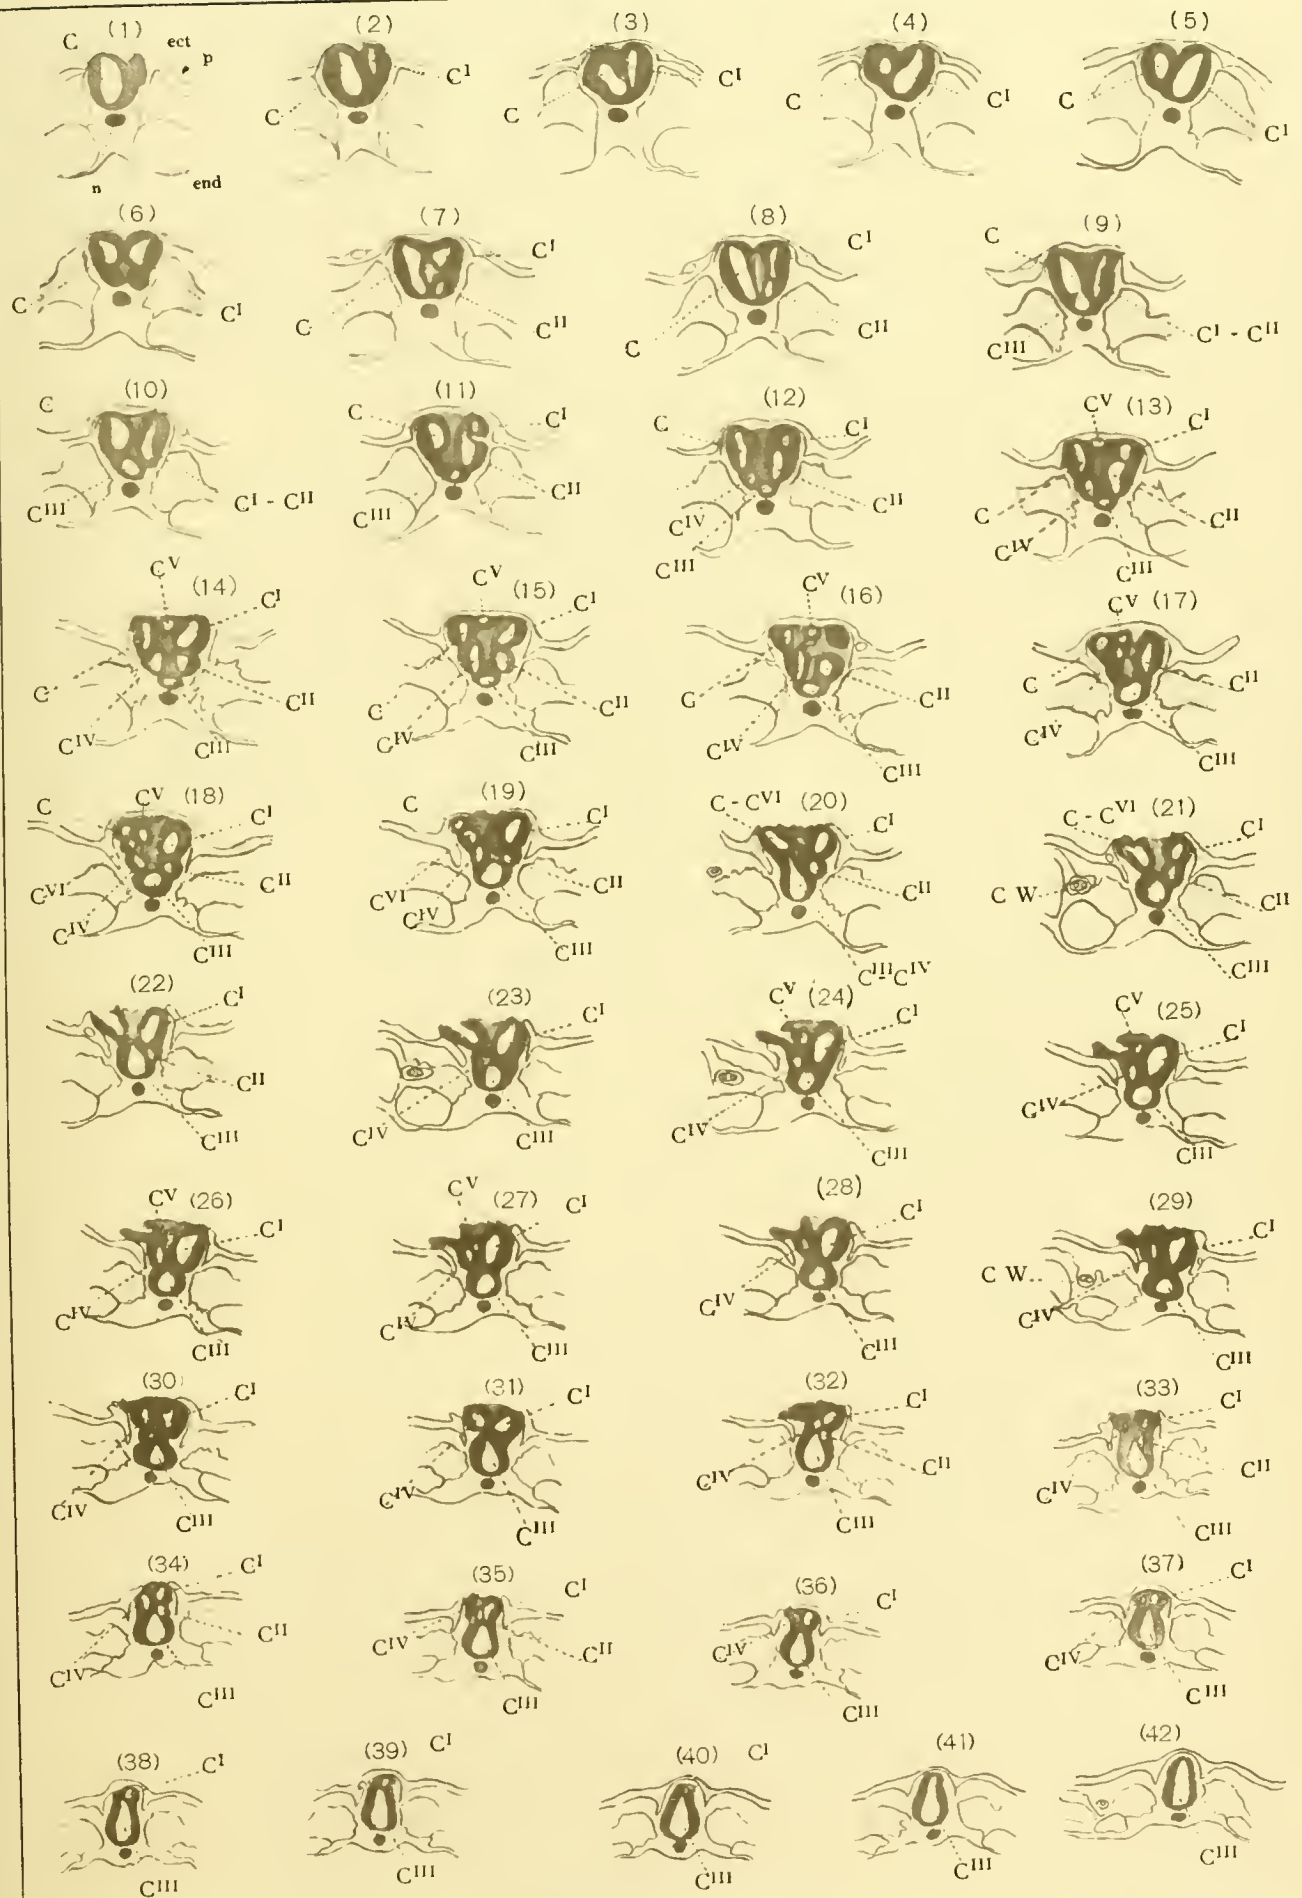 (1) (2) (3) (4) (5)
C ect p C^I C^I C^I
C C C C C^I
n end
(6) (7) (8) (9)
C^I C^I C
C C^I C C^II C C^II C^III C^I - C^II
(10) (11) (12) (13)
C C C^I C C^I C^V C^I
C^III C^I - C^II C^III C^II C^IV C^II C C^II
C^III C^IV C^III
C^V (14) C^V (15) C^V (16) C^V (17)
C^I C^I
C C^II C C^II C C^II C C^II
C^IV C^III C^IV C^III C^IV C^III C^IV C^III
C C^V (18) C (19) C - C^VI (20) C - C^VI (21)
C^I C^I C^I C^I
C^VI C^II C^VI C^II C^II C W C^II
C^IV C^III C^IV C^III C^III - C^IV C^III
(22) (23) C^V (24) C^V (25)
C^I C^I C^I C^I
C^II C^IV
C^III C^IV C^III C^IV C^III C^III
C^V (26) C^V (27) (28) (29)
C^I C^I C^I C^I
C W
C^IV C^III C^IV C^III C^IV C^III C^IV C^III
(30) (31) (32) (33)
C^I C^I C^I C^I
C^IV C^III C^IV C^III C^IV C^II C^III C^IV C^II C^III
(34) (35) (36) (37)
C^I C^I C^I C^I
C^II C^IV C^II
C^IV C^III C^III C^IV C^III C^IV C^III
(38) (39) (40) (41) (42)
C^I C^I C^I
C^III C^III C^III C^III C^III